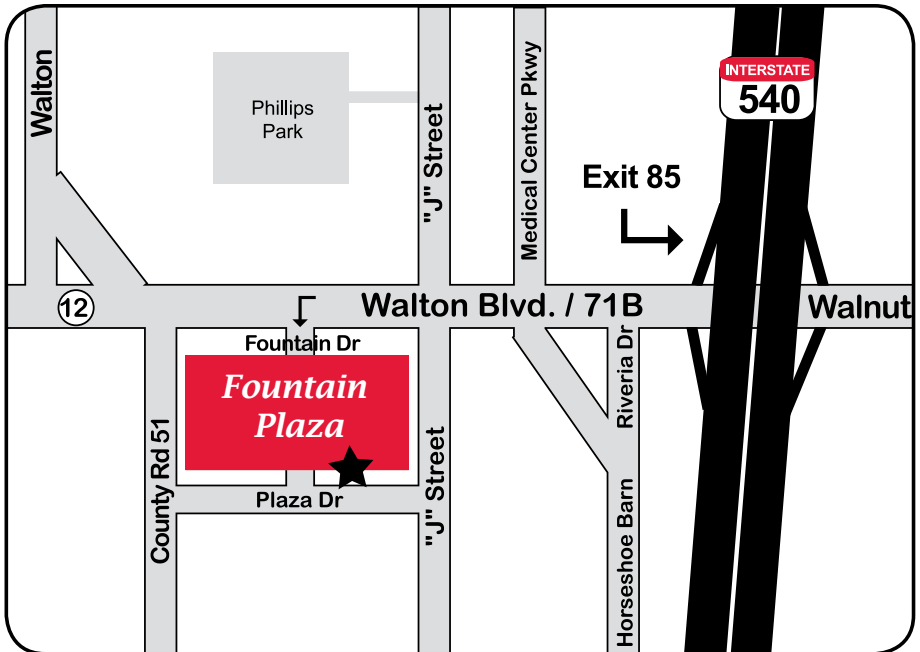 Walton
Phillips
Park
"J" Street
Medical Center Pkwy
INTERSTATE
540
Exit 85
12
Walton Blvd. / 71B
Walnut
Fountain Dr
Fountain
Plaza
Riveria Dr
County Rd 51
Plaza Dr
"J" Street
Horseshoe Barn